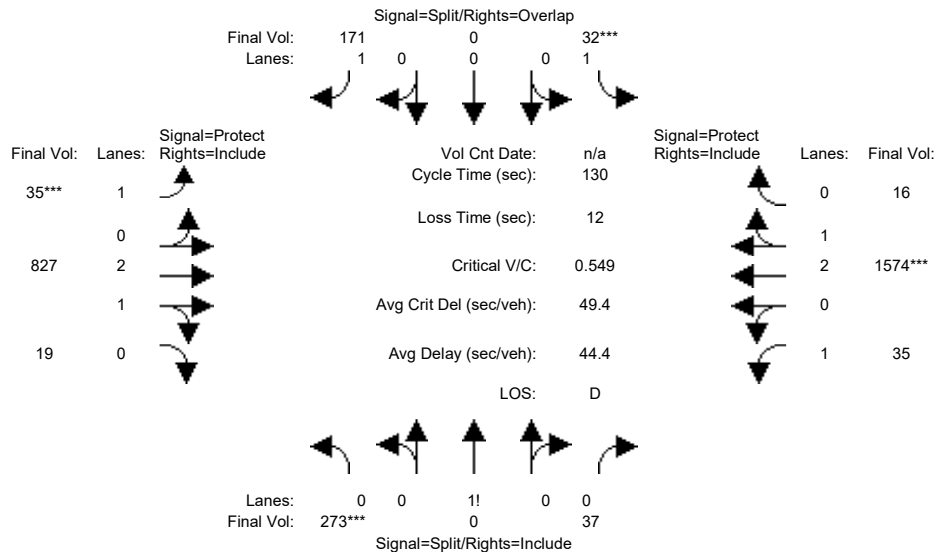 Signal=Split/Rights=Overlap
Final Vol: 171 0 32***
Lanes: 1 0 0 0 1
Signal=Protect Signal=Protect
Final Vol: Lanes: Rights=Include Vol Cnt Date: n/a Rights=Include Lanes: Final Vol:
Cycle Time (sec): 130
35*** 1 0 16
Loss Time (sec): 12
0 1
827 2 Critical V/C: 0.549 2 1574***
1 Avg Crit Del (sec/veh): 49.4 0
19 0 Avg Delay (sec/veh): 44.4 1 35
LOS: D
Lanes: 0 0 1! 0 0
Final Vol: 273*** 0 37
Signal=Split/Rights=Include